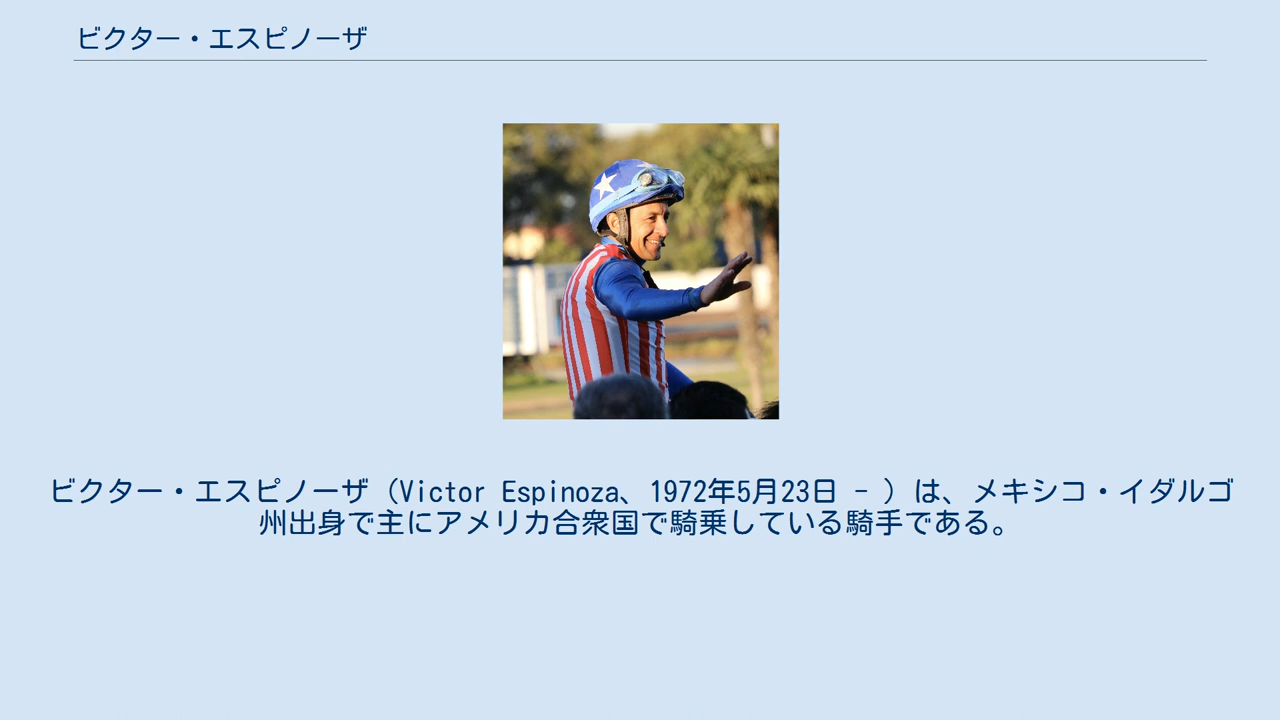 ビクター・エスピノーザ
ビクター・エスピノーザ（Victor Espinoza、1972年5月23日 - ）は、メキシコ・イダルゴ
州出身で主にアメリカ合衆国で騎乗している騎手である。